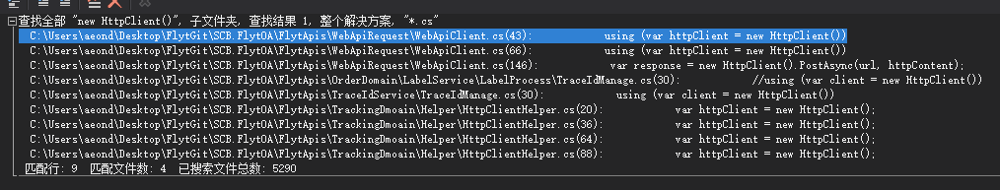 查找全部 "new HttpClient()", 子文件夹, 查找结果 1, 整个解决方案, "*.cs"
C:\Users\aeond\Desktop\FlytGit\SCB.FlytOA\FlytApis\WebApiRequest\WebApiClient.cs(43):            using (var httpClient = new HttpClient())
C:\Users\aeond\Desktop\FlytGit\SCB.FlytOA\FlytApis\WebApiRequest\WebApiClient.cs(66):            using (var httpClient = new HttpClient())
C:\Users\aeond\Desktop\FlytGit\SCB.FlytOA\FlytApis\WebApiRequest\WebApiClient.cs(146):            var response = new HttpClient().PostAsync(url, httpContent);
C:\Users\aeond\Desktop\FlytGit\SCB.FlytOA\FlytApis\OrderDomain\LabelService\LabelProcess\TraceIdManage.cs(30):            //using (var client = new HttpClient())
C:\Users\aeond\Desktop\FlytGit\SCB.FlytOA\FlytApis\TraceIdService\TraceIdManage.cs(30):            using (var client = new HttpClient())
C:\Users\aeond\Desktop\FlytGit\SCB.FlytOA\FlytApis\TrackingDmoain\Helper\HttpClientHelper.cs(20):            var httpClient = new HttpClient();
C:\Users\aeond\Desktop\FlytGit\SCB.FlytOA\FlytApis\TrackingDmoain\Helper\HttpClientHelper.cs(36):            var httpClient = new HttpClient();
C:\Users\aeond\Desktop\FlytGit\SCB.FlytOA\FlytApis\TrackingDmoain\Helper\HttpClientHelper.cs(64):            var httpClient = new HttpClient();
C:\Users\aeond\Desktop\FlytGit\SCB.FlytOA\FlytApis\TrackingDmoain\Helper\HttpClientHelper.cs(88):            var httpClient = new HttpClient();
匹配行: 9  匹配文件数: 4  已搜索文件总数: 5290